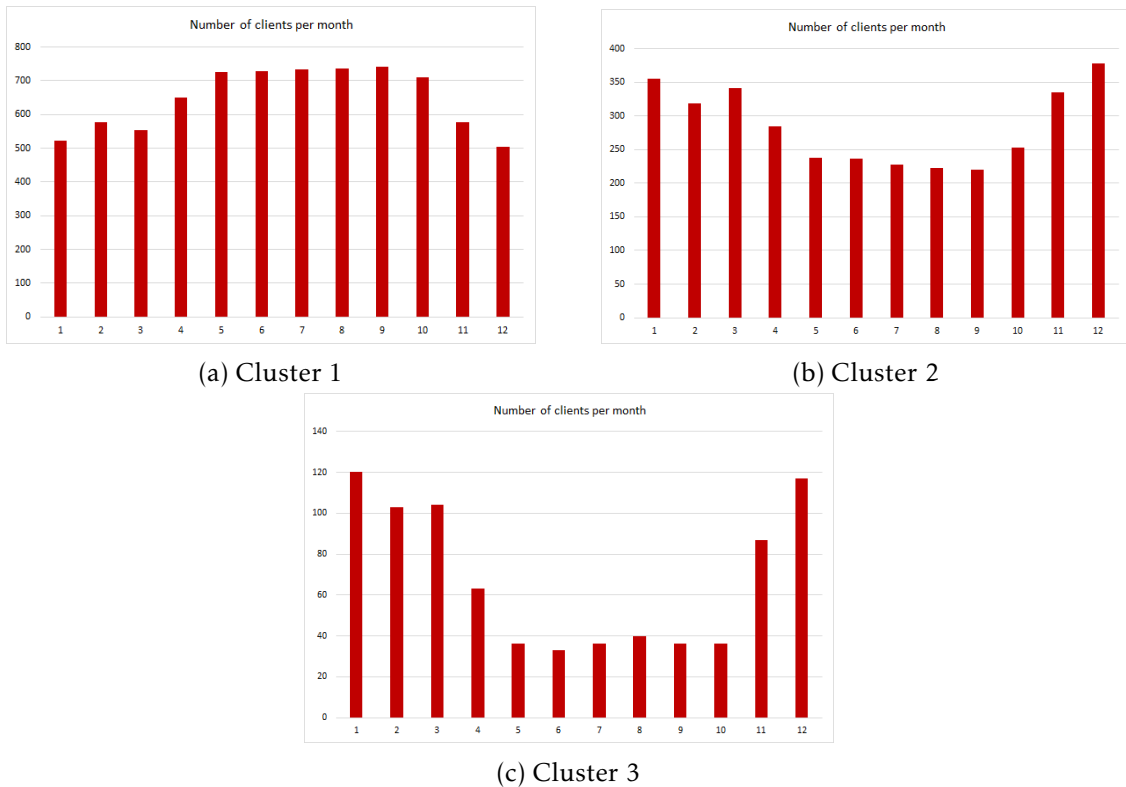 Number of clients per month
800
700
600
500
400
300
200
100
0
1 2 3 4 5 6 7 8 9 10 11 12
(a) Cluster 1
Number of clients per month
400
350
300
250
200
150
100
50
0
1 2 3 4 5 6 7 8 9 10 11 12
(b) Cluster 2
Number of clients per month
140
120
100
80
60
40
20
0
1 2 3 4 5 6 7 8 9 10 11 12
(c) Cluster 3